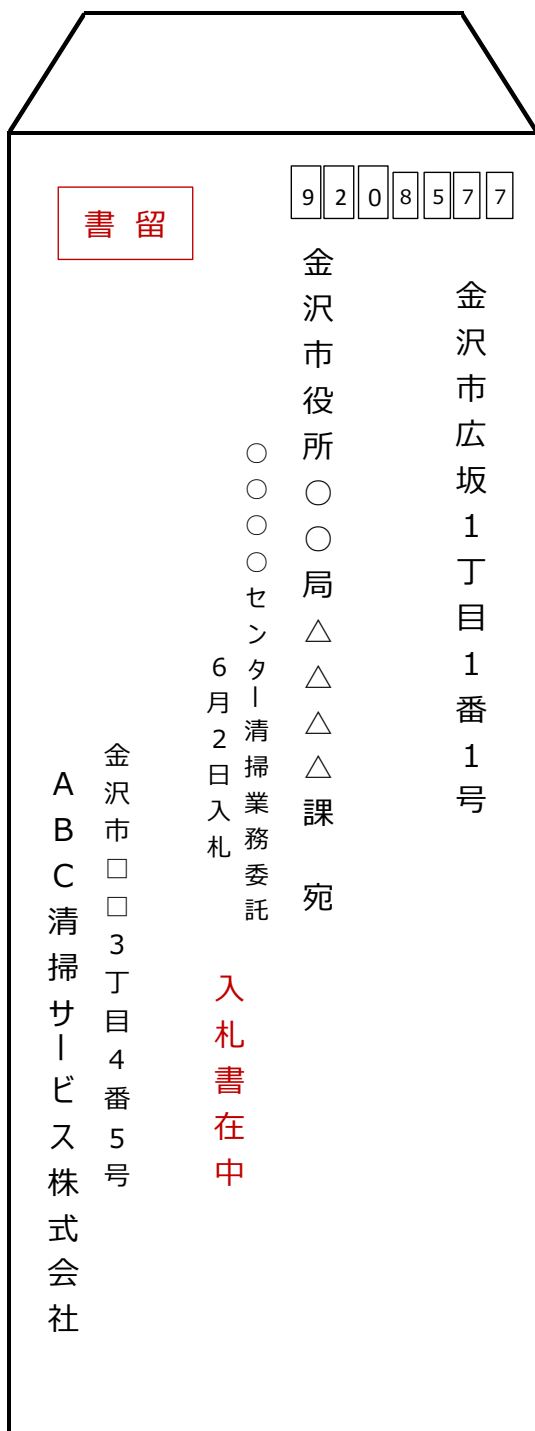 9208577
書留
金沢市広坂1丁目1番1号
金沢市役所○○局△△△△課　宛
○○○○センター清掃業務委託
6月2日入札
入札書在中
金沢市□□3丁目4番5号
ABC清掃サービス株式会社